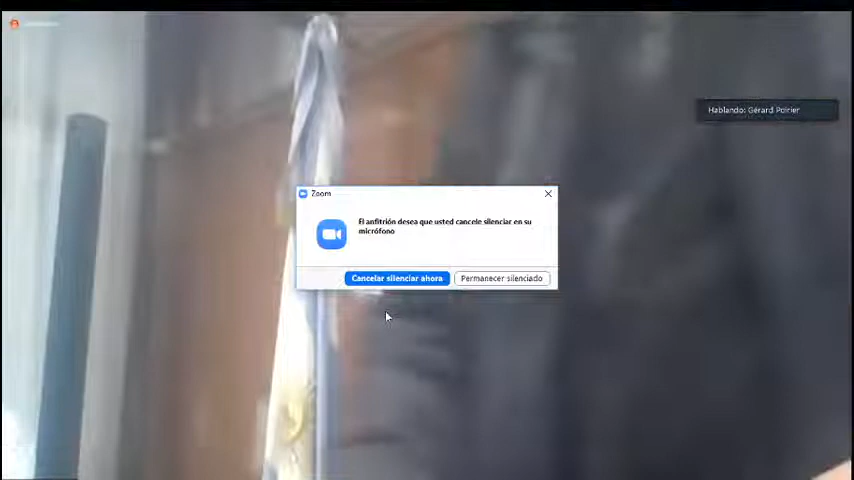 Hablando: Gérard Poirier
Zoom
El anfitrión desea que usted cancele silenciar en su
micrófono
Cancelar silenciar ahora
Permanecer silenciado